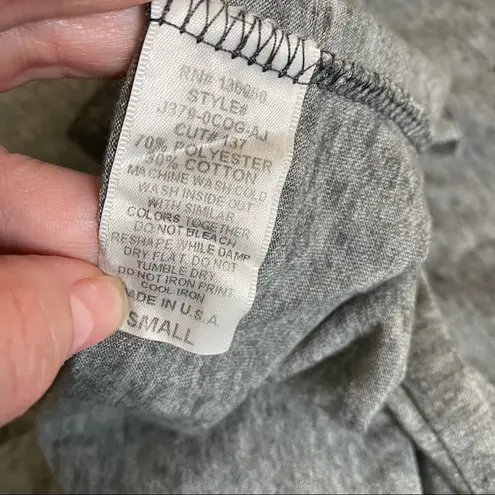 RN# 136050
STYLE#
J379-0COG-AJ
CUT# 137
70% POLYESTER
30% COTTON
MACHINE WASH COLD
WASH INSIDE OUT
WITH SIMILAR
COLORS TOGETHER
DO NOT BLEACH
RESHAPE WHILE DAMP
DRY FLAT. DO NOT
TUMBLE DRY
DO NOT IRON PRINT
COOL IRON
MADE IN U.S.A.
SMALL